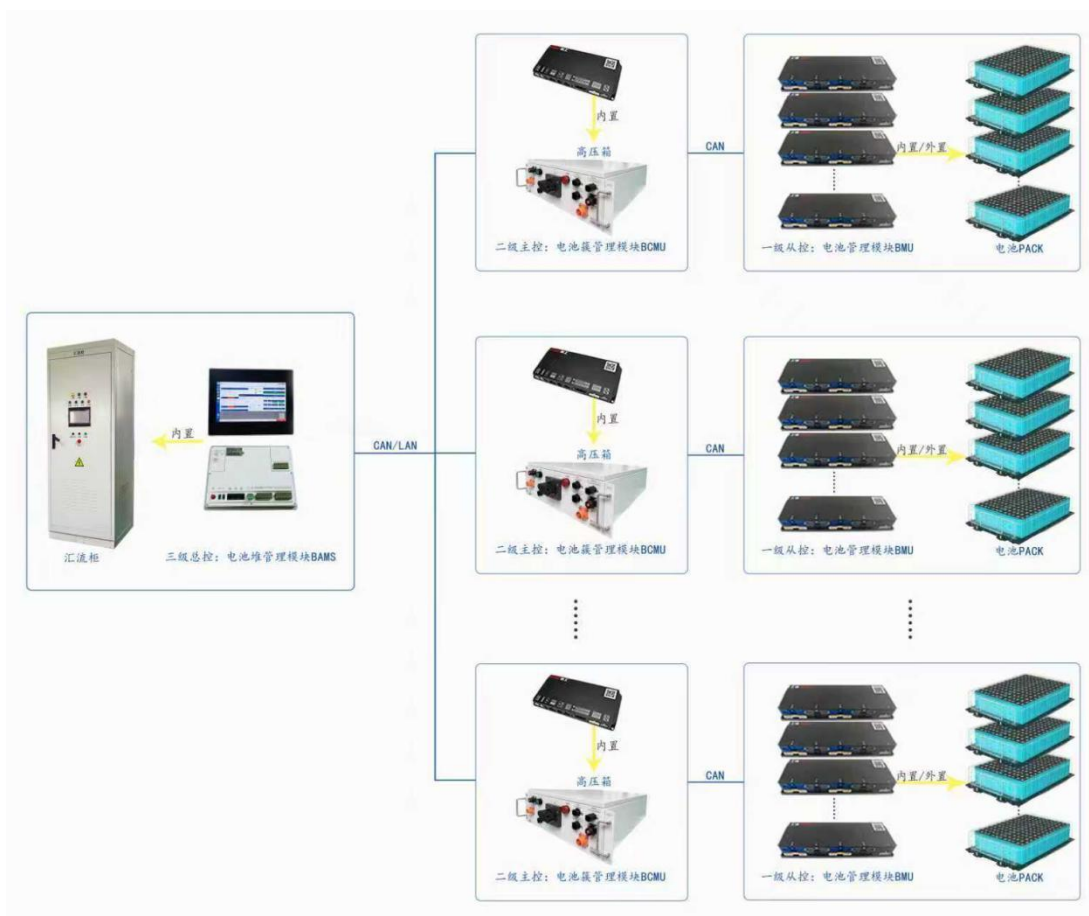 内置
高压箱
二级主控：电池簇管理模块BCMU
CAN
内置/外置
一级从控：电池管理模块BMU
电池PACK
内置
汇流柜
三级总控：电池堆管理模块BAMS
CAN/LAN
内置
高压箱
二级主控：电池簇管理模块BCMU
CAN
内置/外置
一级从控：电池管理模块BMU
电池PACK
内置
高压箱
二级主控：电池簇管理模块BCMU
CAN
内置/外置
一级从控：电池管理模块BMU
电池PACK